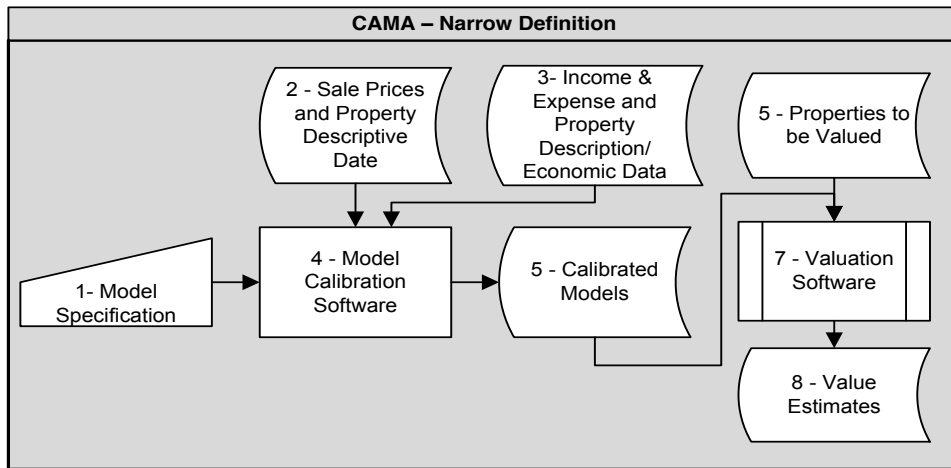 CAMA – Narrow Definition
2 - Sale Prices
and Property
Descriptive
Date
3- Income &
Expense and
Property
Description/
Economic Data
5 - Properties to
be Valued
1- Model
Specification
4 - Model
Calibration
Software
5 - Calibrated
Models
7 - Valuation
Software
8 - Value
Estimates